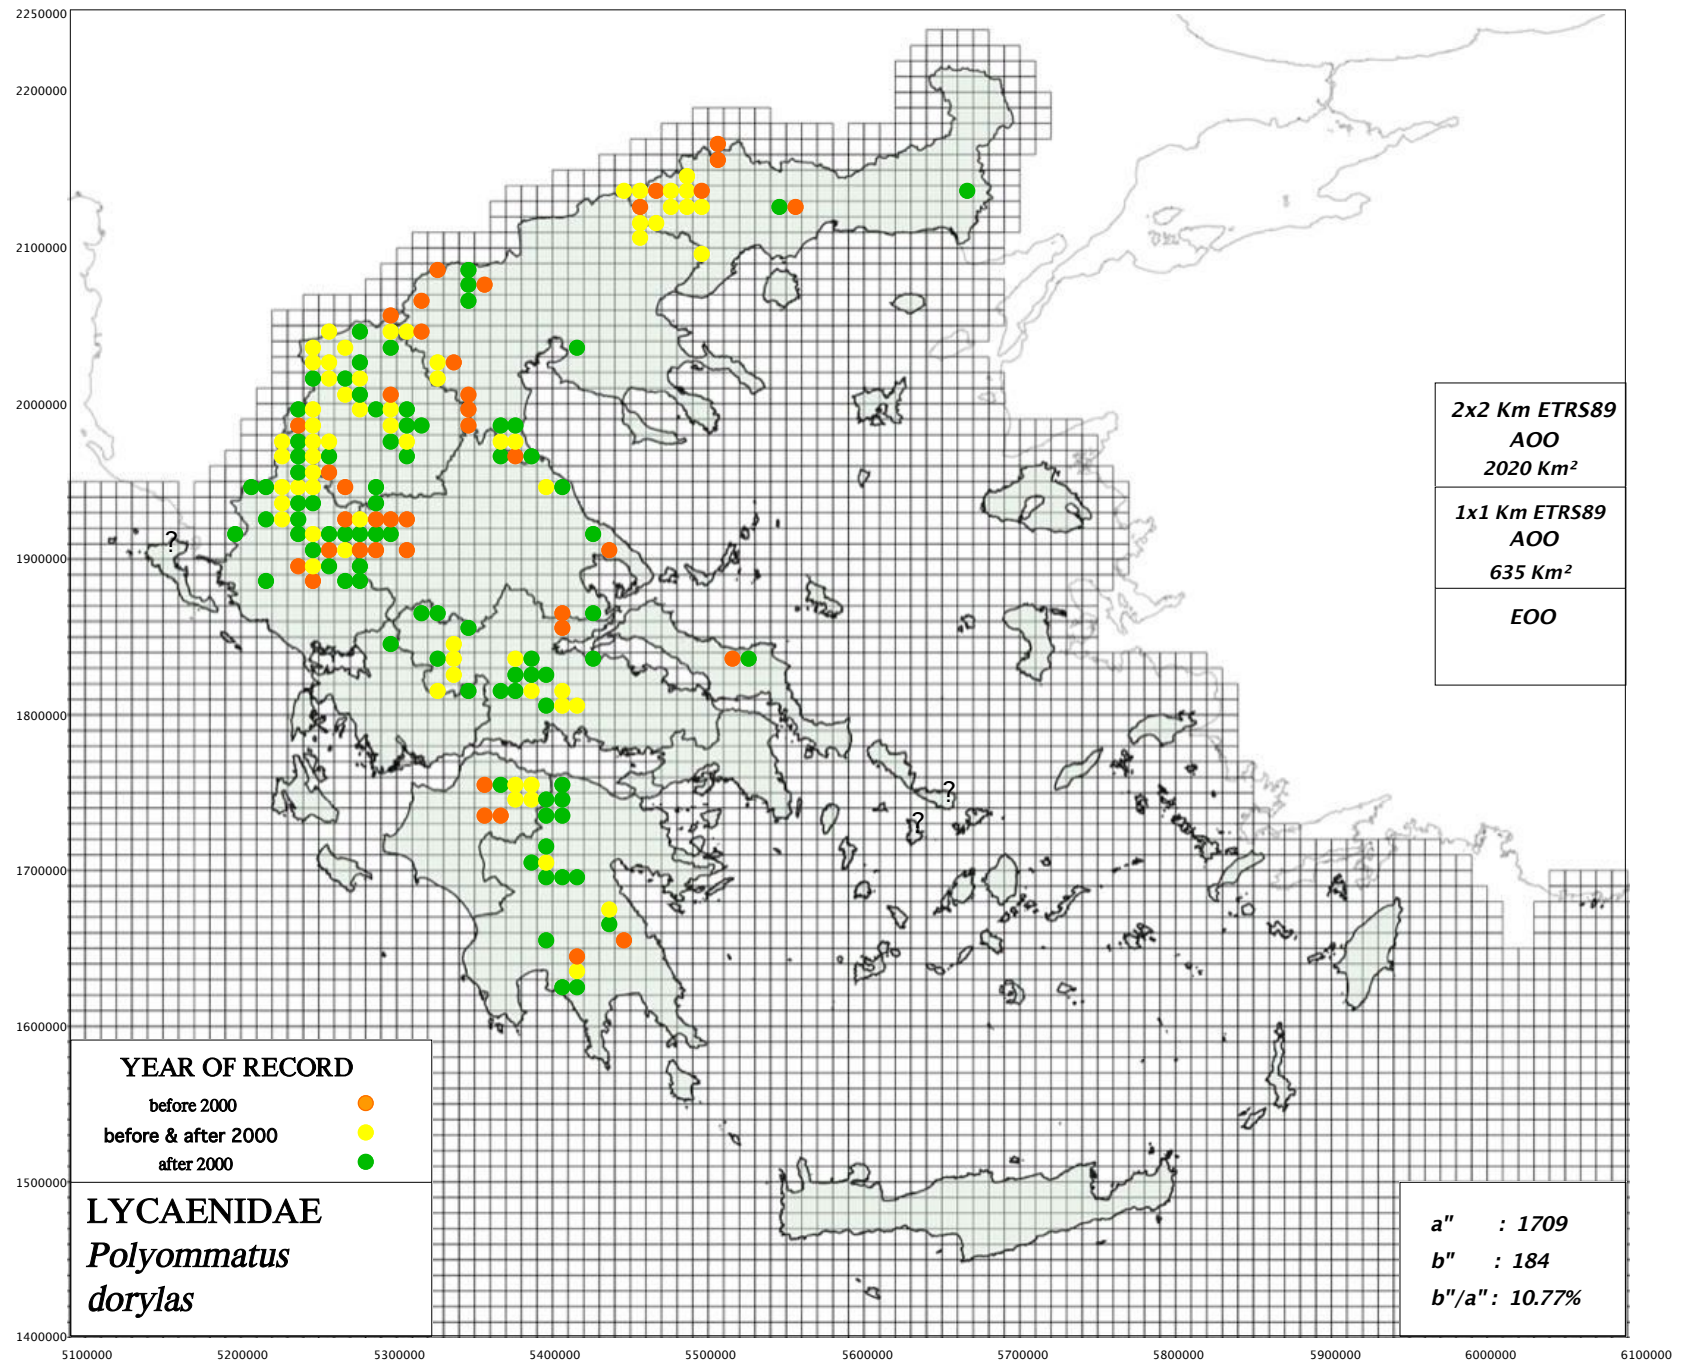 2250000
2200000
2100000
2000000
1900000
1800000
1700000
1600000
1500000
1400000
?
?
?
2x2 Km ETRS89
AOO
2020 Km²
1x1 Km ETRS89
AOO
635 Km²
EOO
YEAR OF RECORD
before 2000
before & after 2000
after 2000
LYCAENIDAE
Polyommatus
dorylas
a" : 1709
b" : 184
b"/a" : 10.77%
5100000 5200000 5300000 5400000 5500000 5600000 5700000 5800000 5900000 6000000 6100000